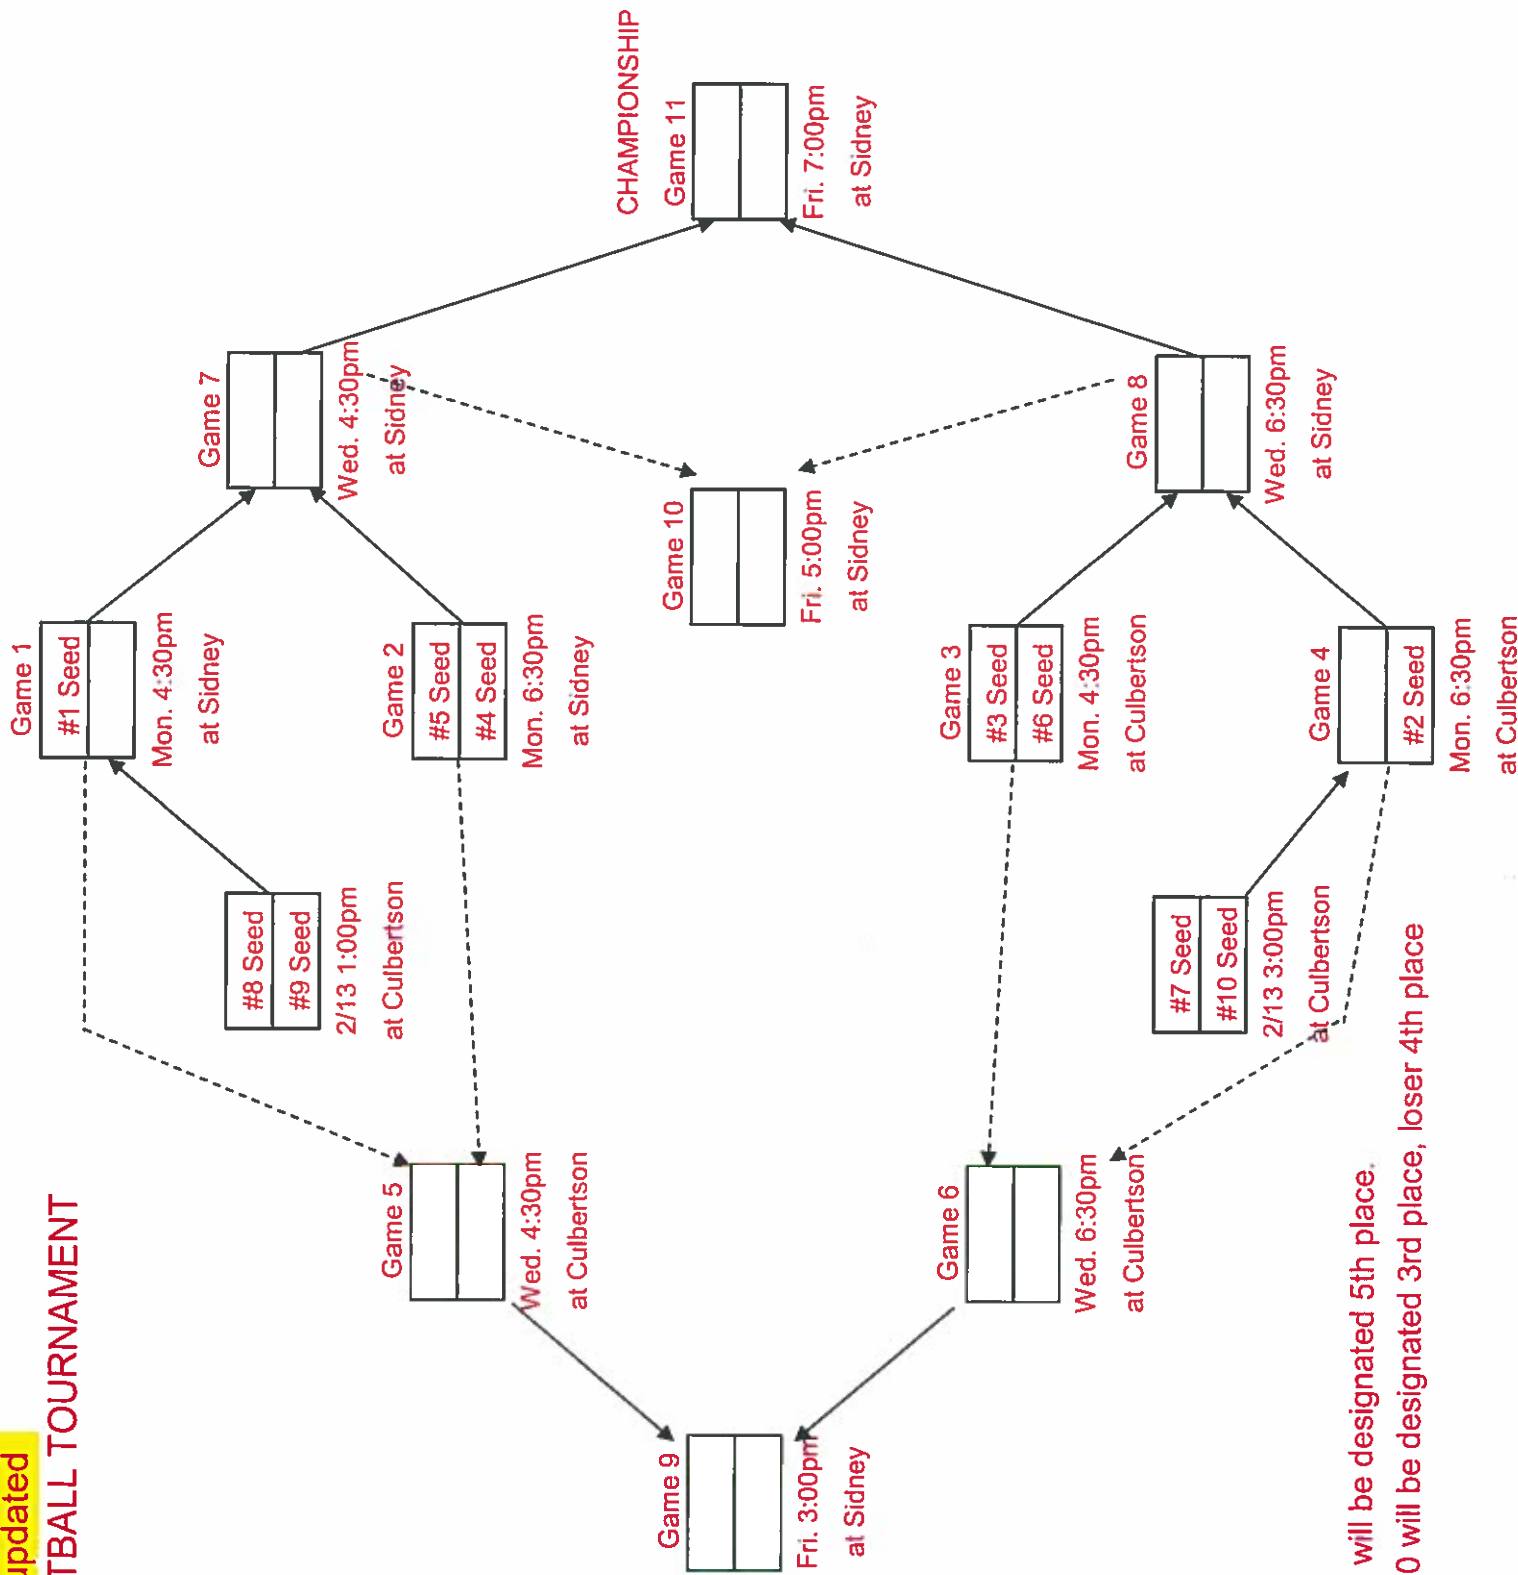 updated
TBALL TOURNAMENT
Game 1
#1 Seed
Mon. 4:30pm
at Sidney
#8 Seed
#9 Seed
2/13 1:00pm
at Culbertson
Game 2
#5 Seed
#4 Seed
Mon. 6:30pm
at Sidney
Game 5
Wed. 4:30pm
at Culbertson
Game 7
Wed. 4:30pm
at Sidney
CHAMPIONSHIP
Game 11
Fri. 7:00pm
at Sidney
Game 10
Fri. 5:00pm
at Sidney
Game 9
Fri. 3:00pm
at Sidney
Game 3
#3 Seed
#6 Seed
Mon. 4:30pm
at Culbertson
Game 6
Wed. 6:30pm
at Culbertson
Game 8
Wed. 6:30pm
at Sidney
#7 Seed
#10 Seed
2/13 3:00pm
at Culbertson
Game 4
#2 Seed
Mon. 6:30pm
at Culbertson
will be designated 5th place.
0 will be designated 3rd place, loser 4th place